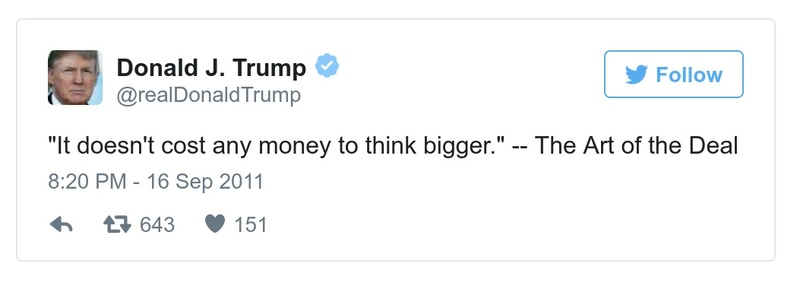 Donald J. Trump
@realDonaldTrump
Follow
"It doesn't cost any money to think bigger." -- The Art of the Deal
8:20 PM - 16 Sep 2011
643 151